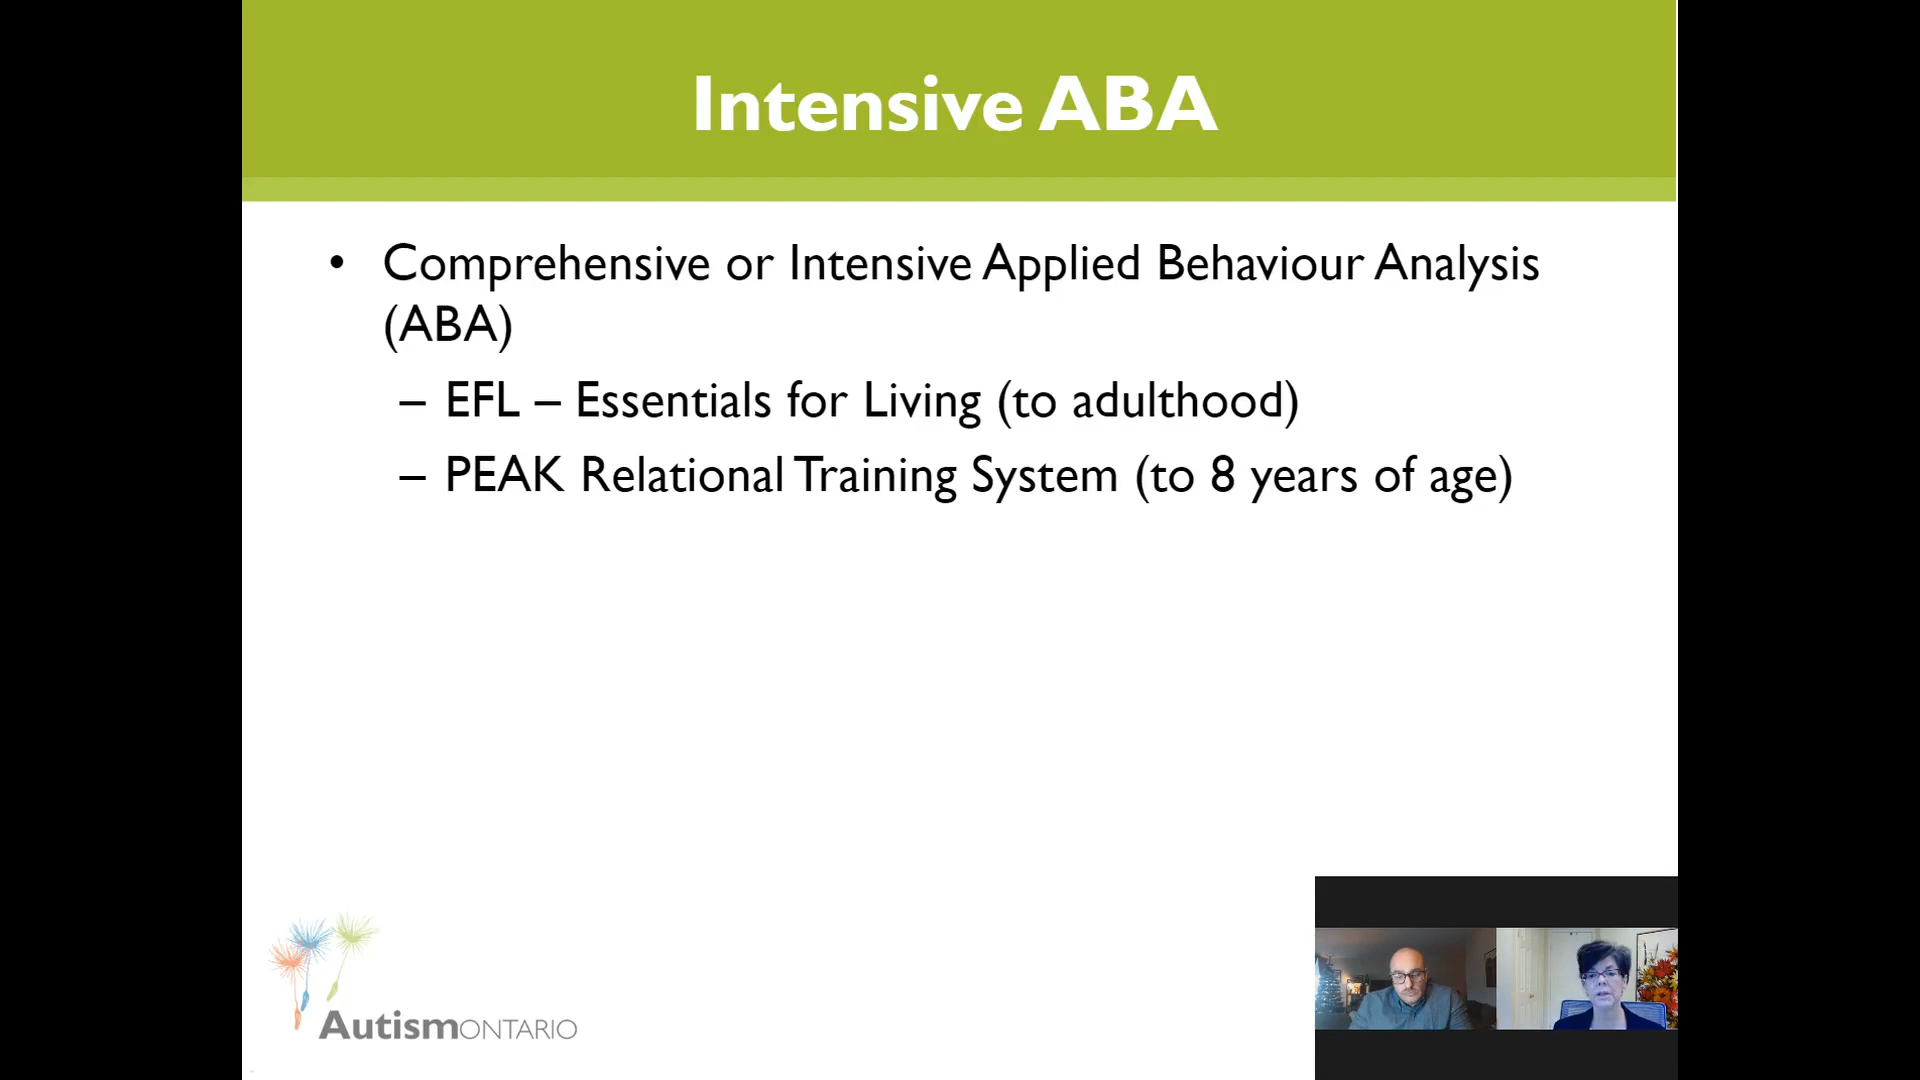 Intensive ABA
• Comprehensive or Intensive Applied Behaviour Analysis
(ABA)
– EFL – Essentials for Living (to adulthood)
– PEAK Relational Training System (to 8 years of age)
AutismONTARIO